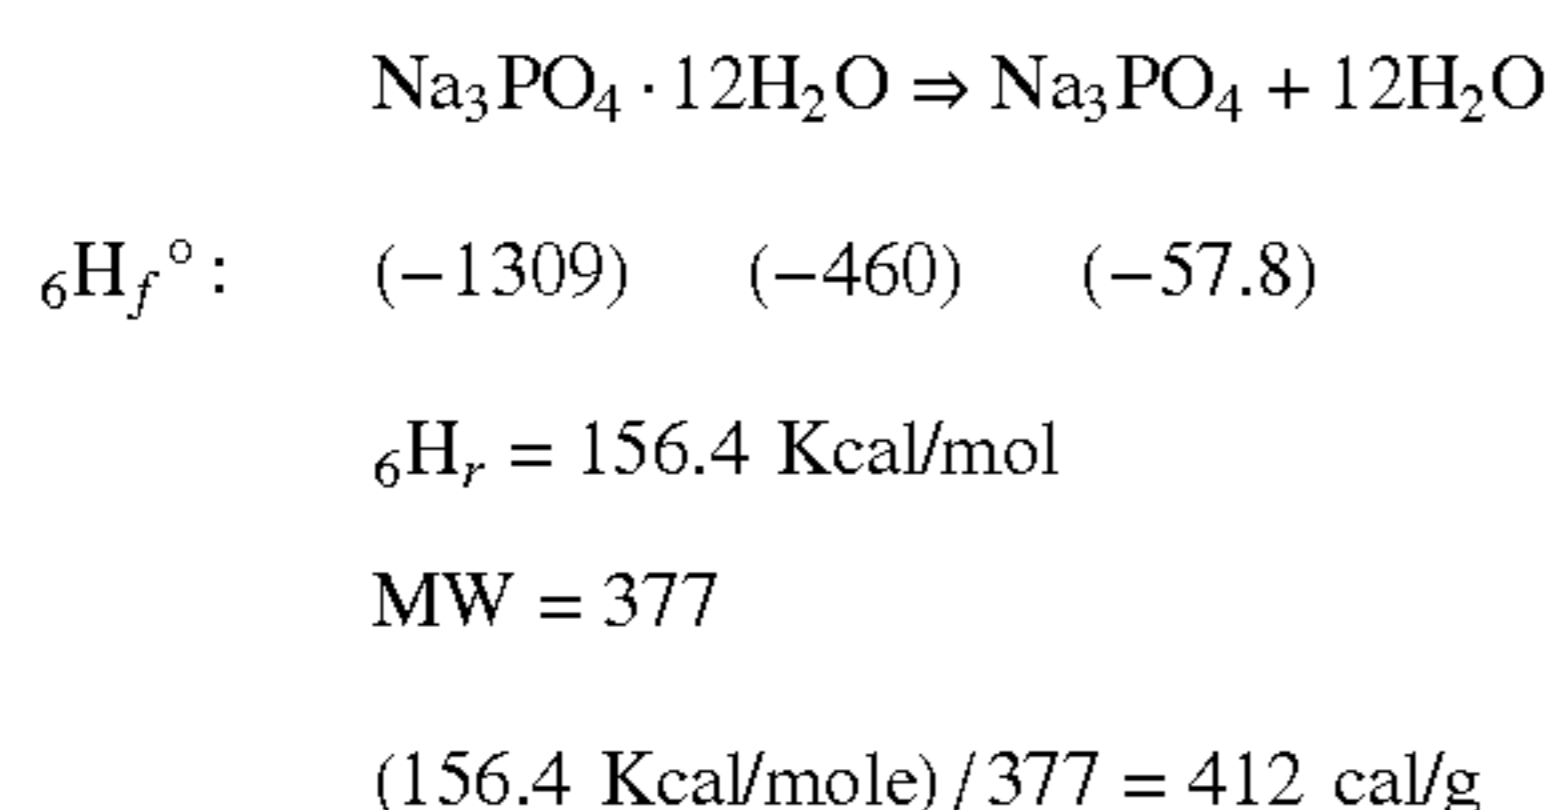 Na₃PO₄ · 12H₂O ⇒ Na₃PO₄ + 12H₂O
₆H_f°: (−1309) (−460) (−57.8)
₆Hᵣ = 156.4 Kcal/mol
MW = 377
(156.4 Kcal/mole)/377 = 412 cal/g